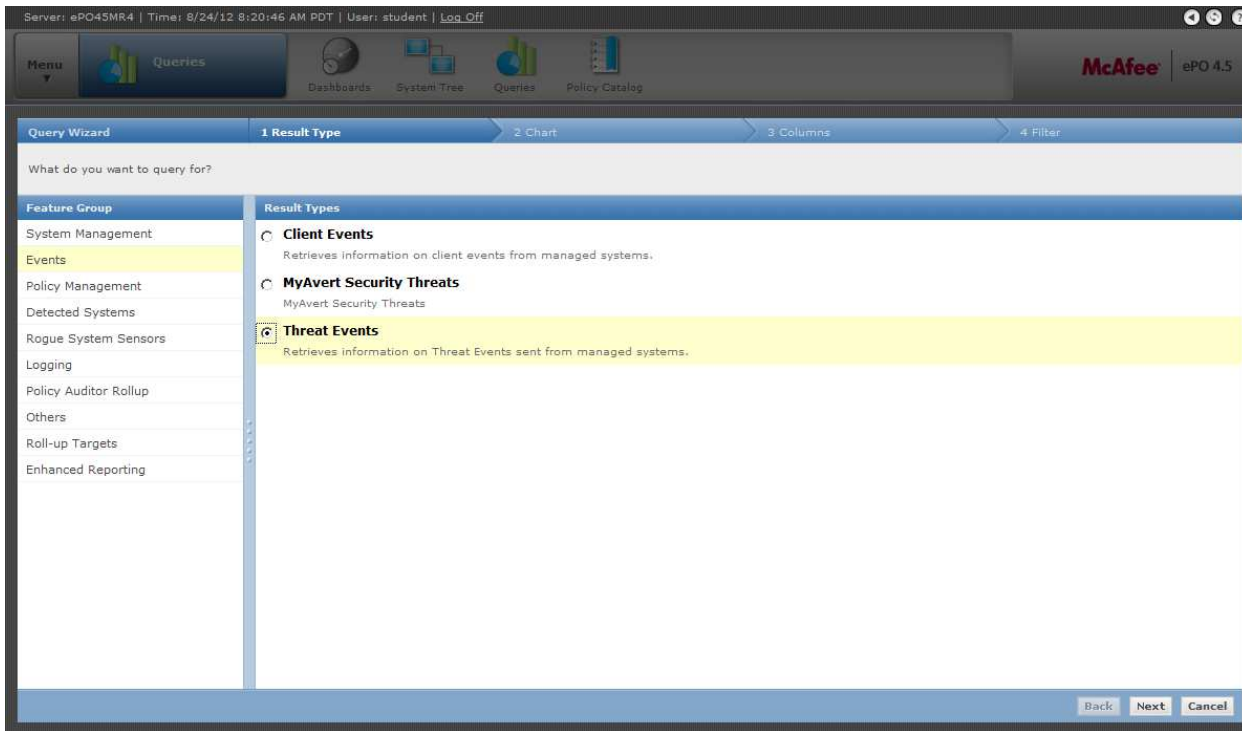 Server: ePO45MR4 | Time: 8/24/12 8:20:46 AM PDT | User: student | Log Off
Menu
Queries
Dashboards
System Tree
Queries
Policy Catalog
McAfee
ePO 4.5
Query Wizard
1 Result Type
2 Chart
3 Columns
4 Filter
What do you want to query for?
Feature Group
System Management
Events
Policy Management
Detected Systems
Rogue System Sensors
Logging
Policy Auditor Rollup
Others
Roll-up Targets
Enhanced Reporting
Result Types
Client Events
Retrieves information on client events from managed systems.
MyAvert Security Threats
MyAvert Security Threats
Threat Events
Retrieves information on Threat Events sent from managed systems.
Back
Next
Cancel